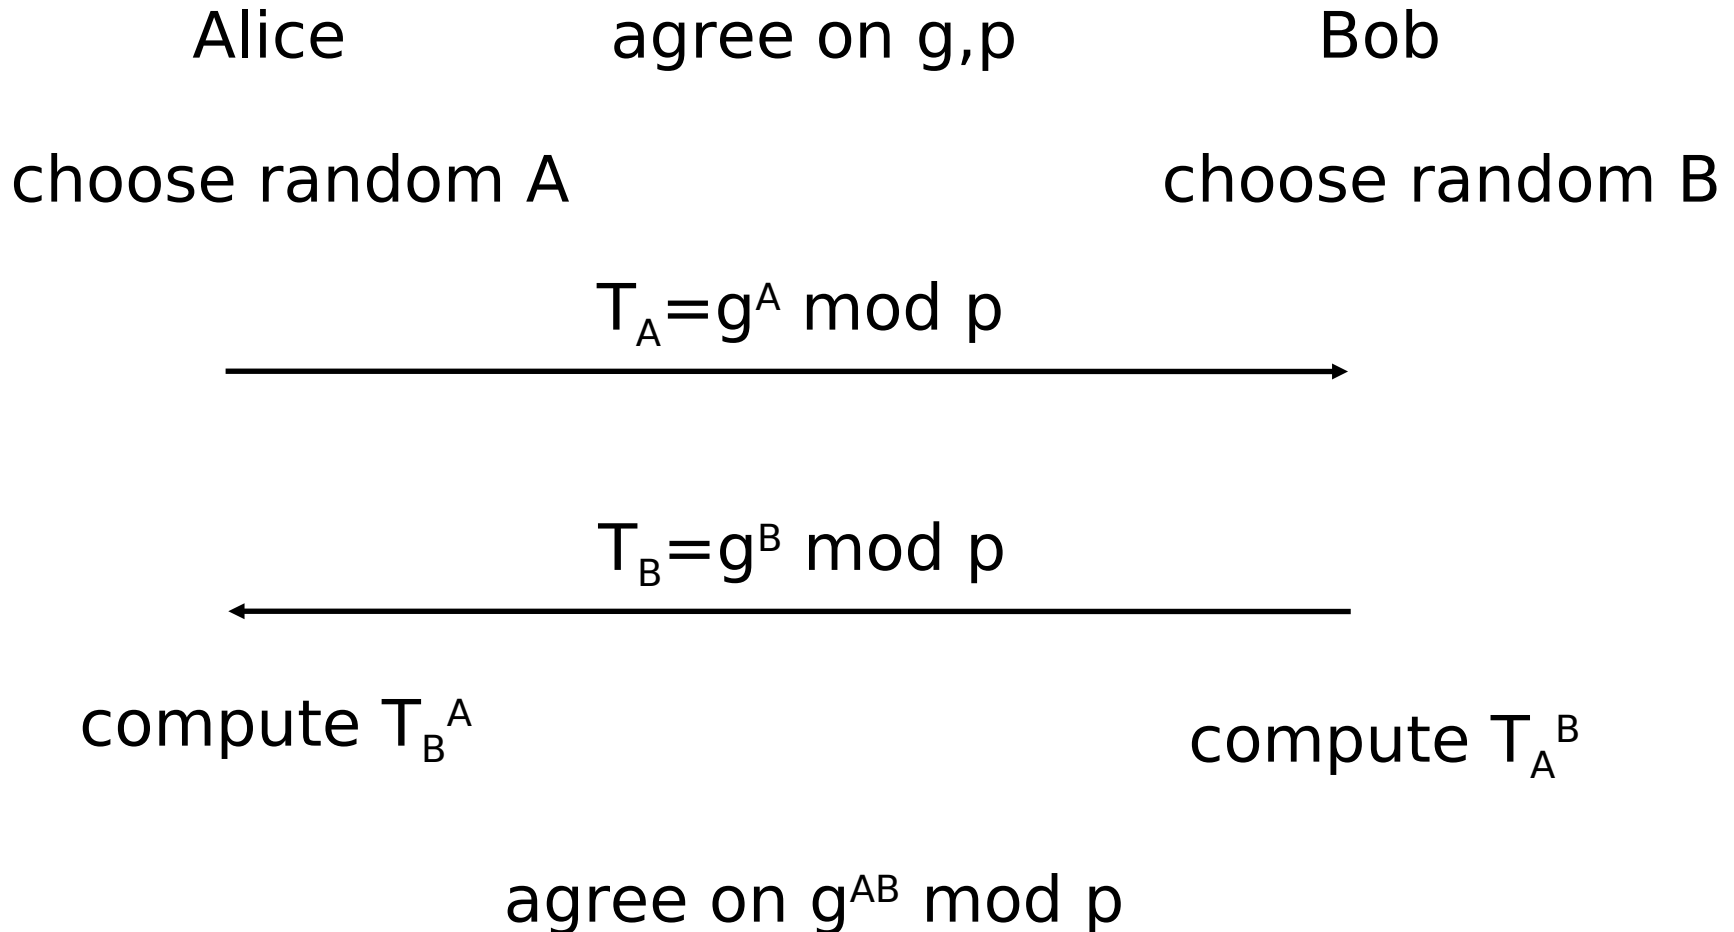 Alice agree on g,p Bob
choose random A choose random B
T_A=g^A mod p
T_B=g^B mod p
compute T_B^A compute T_A^B
agree on g^AB mod p